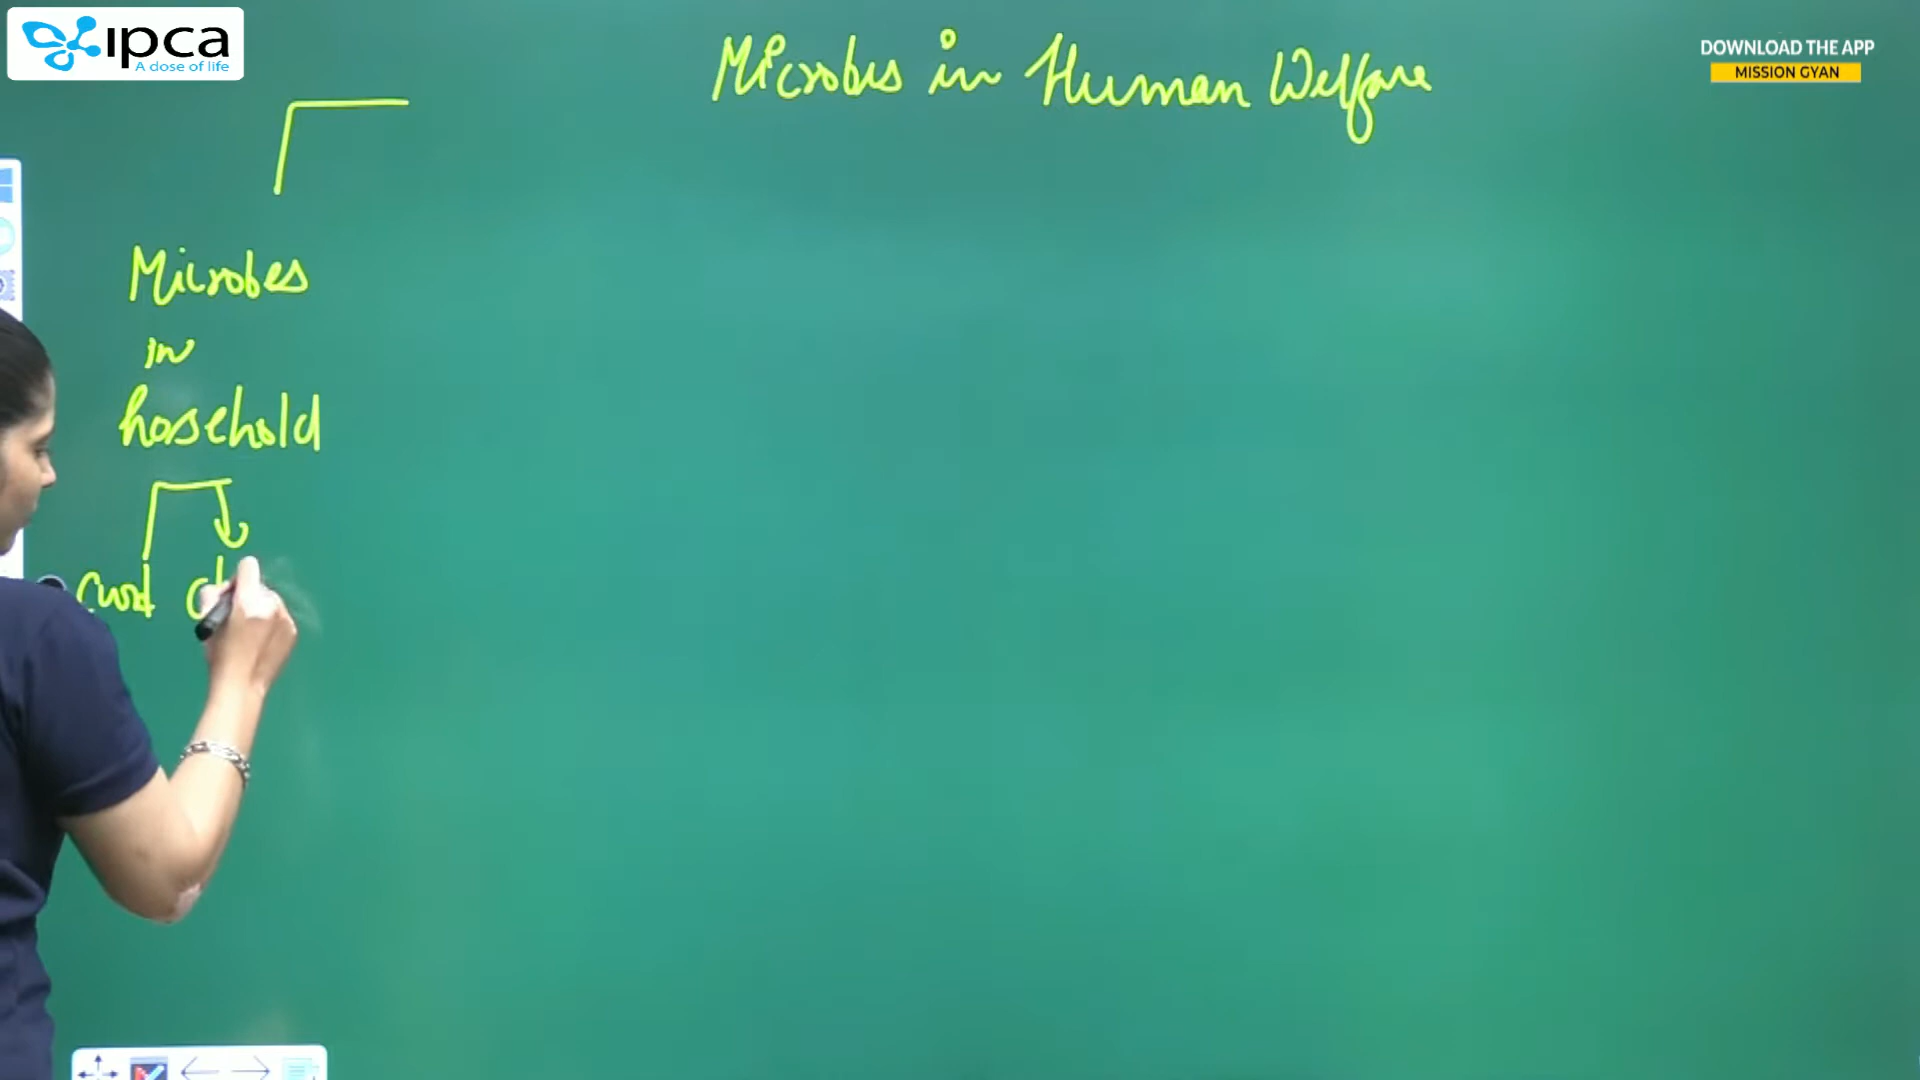 ipca
A dose of life
Microbes in Human Welfare
DOWNLOAD THE APP
MISSION GYAN
Microbes
in
household
curd